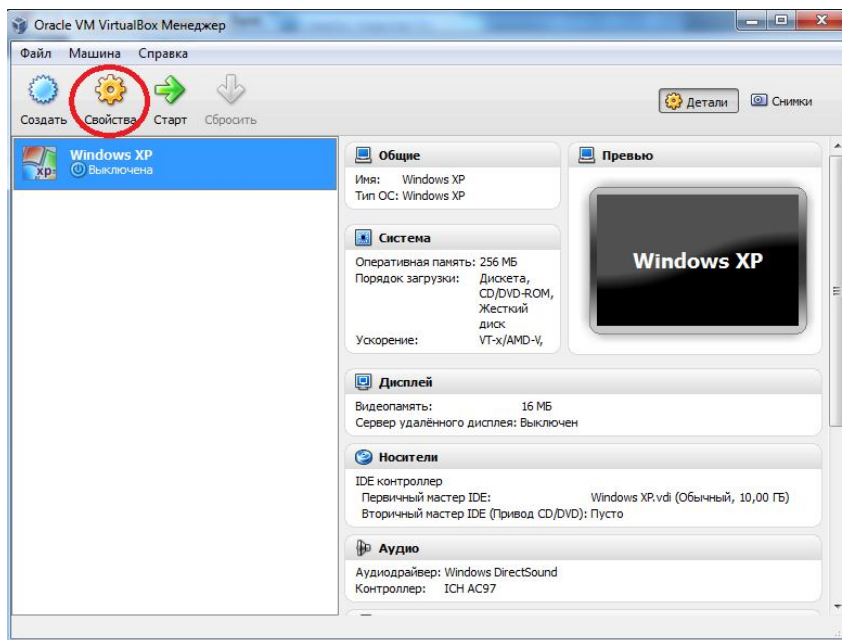 Oracle VM VirtualBox Менеджер
Файл Машина Справка
Создать Свойства Старт Сбросить
Детали Снимки
Windows XP
Выключена
xp
Общие
Имя: Windows XP
Тип ОС: Windows XP
Система
Оперативная память: 256 МБ
Порядок загрузки: Дискета,
CD/DVD-ROM,
Жесткий
диск
Ускорение: VT-x/AMD-V,
Превью
Windows XP
Дисплей
Видеопамять: 16 МБ
Сервер удалённого дисплея: Выключен
Носители
IDE контроллер
Первичный мастер IDE: Windows XP.vdi (Обычный, 10,00 ГБ)
Вторичный мастер IDE (Привод CD/DVD): Пусто
Аудио
Аудиодрайвер: Windows DirectSound
Контроллер: ICH AC97